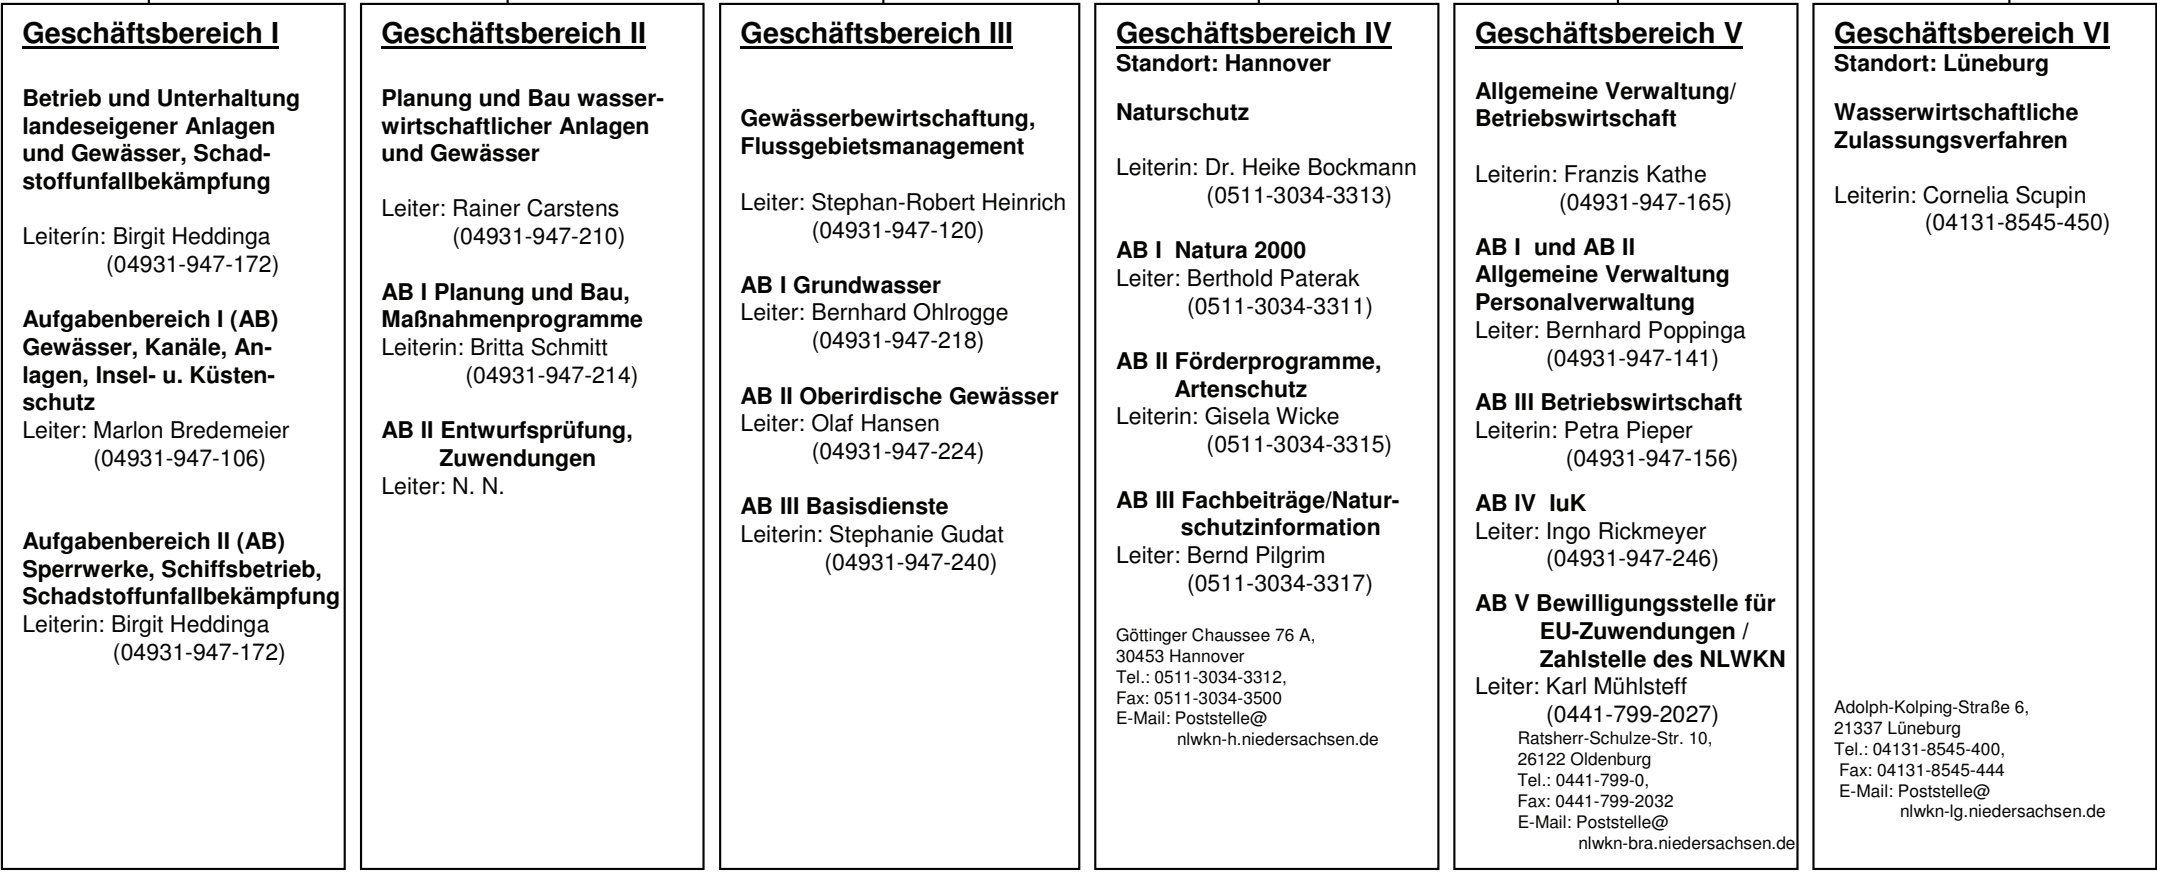 Geschäftsbereich I
Betrieb und Unterhaltung
landeseigener Anlagen
und Gewässer, Schad-
stoffunfallbekämpfung
Leiterín: Birgit Heddinga
(04931-947-172)
Aufgabenbereich I (AB)
Gewässer, Kanäle, An-
lagen, Insel- u. Küsten-
schutz
Leiter: Marlon Bredemeier
(04931-947-106)
Aufgabenbereich II (AB)
Sperrwerke, Schiffsbetrieb,
Schadstoffunfallbekämpfung
Leiterin: Birgit Heddinga
(04931-947-172)
Geschäftsbereich II
Planung und Bau wasser-
wirtschaftlicher Anlagen
und Gewässer
Leiter: Rainer Carstens
(04931-947-210)
AB I Planung und Bau,
Maßnahmenprogramme
Leiterin: Britta Schmitt
(04931-947-214)
AB II Entwurfsprüfung,
Zuwendungen
Leiter: N. N.
Geschäftsbereich III
Gewässerbewirtschaftung,
Flussgebietsmanagement
Leiter: Stephan-Robert Heinrich
(04931-947-120)
AB I Grundwasser
Leiter: Bernhard Ohlrogge
(04931-947-218)
AB II Oberirdische Gewässer
Leiter: Olaf Hansen
(04931-947-224)
AB III Basisdienste
Leiterin: Stephanie Gudat
(04931-947-240)
Geschäftsbereich IV
Standort: Hannover
Naturschutz
Leiterin: Dr. Heike Bockmann
(0511-3034-3313)
AB I Natura 2000
Leiter: Berthold Paterak
(0511-3034-3311)
AB II Förderprogramme,
Artenschutz
Leiterin: Gisela Wicke
(0511-3034-3315)
AB III Fachbeiträge/Natur-
schutzinformation
Leiter: Bernd Pilgrim
(0511-3034-3317)
Göttinger Chaussee 76 A,
30453 Hannover
Tel.: 0511-3034-3312,
Fax: 0511-3034-3500
E-Mail: Poststelle@
nlwkn-h.niedersachsen.de
Geschäftsbereich V
Allgemeine Verwaltung/
Betriebswirtschaft
Leiterin: Franzis Kathe
(04931-947-165)
AB I und AB II
Allgemeine Verwaltung
Personalverwaltung
Leiter: Bernhard Poppinga
(04931-947-141)
AB III Betriebswirtschaft
Leiterin: Petra Pieper
(04931-947-156)
AB IV IuK
Leiter: Ingo Rickmeyer
(04931-947-246)
AB V Bewilligungsstelle für
EU-Zuwendungen /
Zahlstelle des NLWKN
Leiter: Karl Mühlsteff
(0441-799-2027)
Ratsherr-Schulze-Str. 10,
26122 Oldenburg
Tel.: 0441-799-0,
Fax: 0441-799-2032
E-Mail: Poststelle@
nlwkn-bra.niedersachsen.de
Geschäftsbereich VI
Standort: Lüneburg
Wasserwirtschaftliche
Zulassungsverfahren
Leiterin: Cornelia Scupin
(04131-8545-450)
Adolph-Kolping-Straße 6,
21337 Lüneburg
Tel.: 04131-8545-400,
Fax: 04131-8545-444
E-Mail: Poststelle@
nlwkn-lg.niedersachsen.de